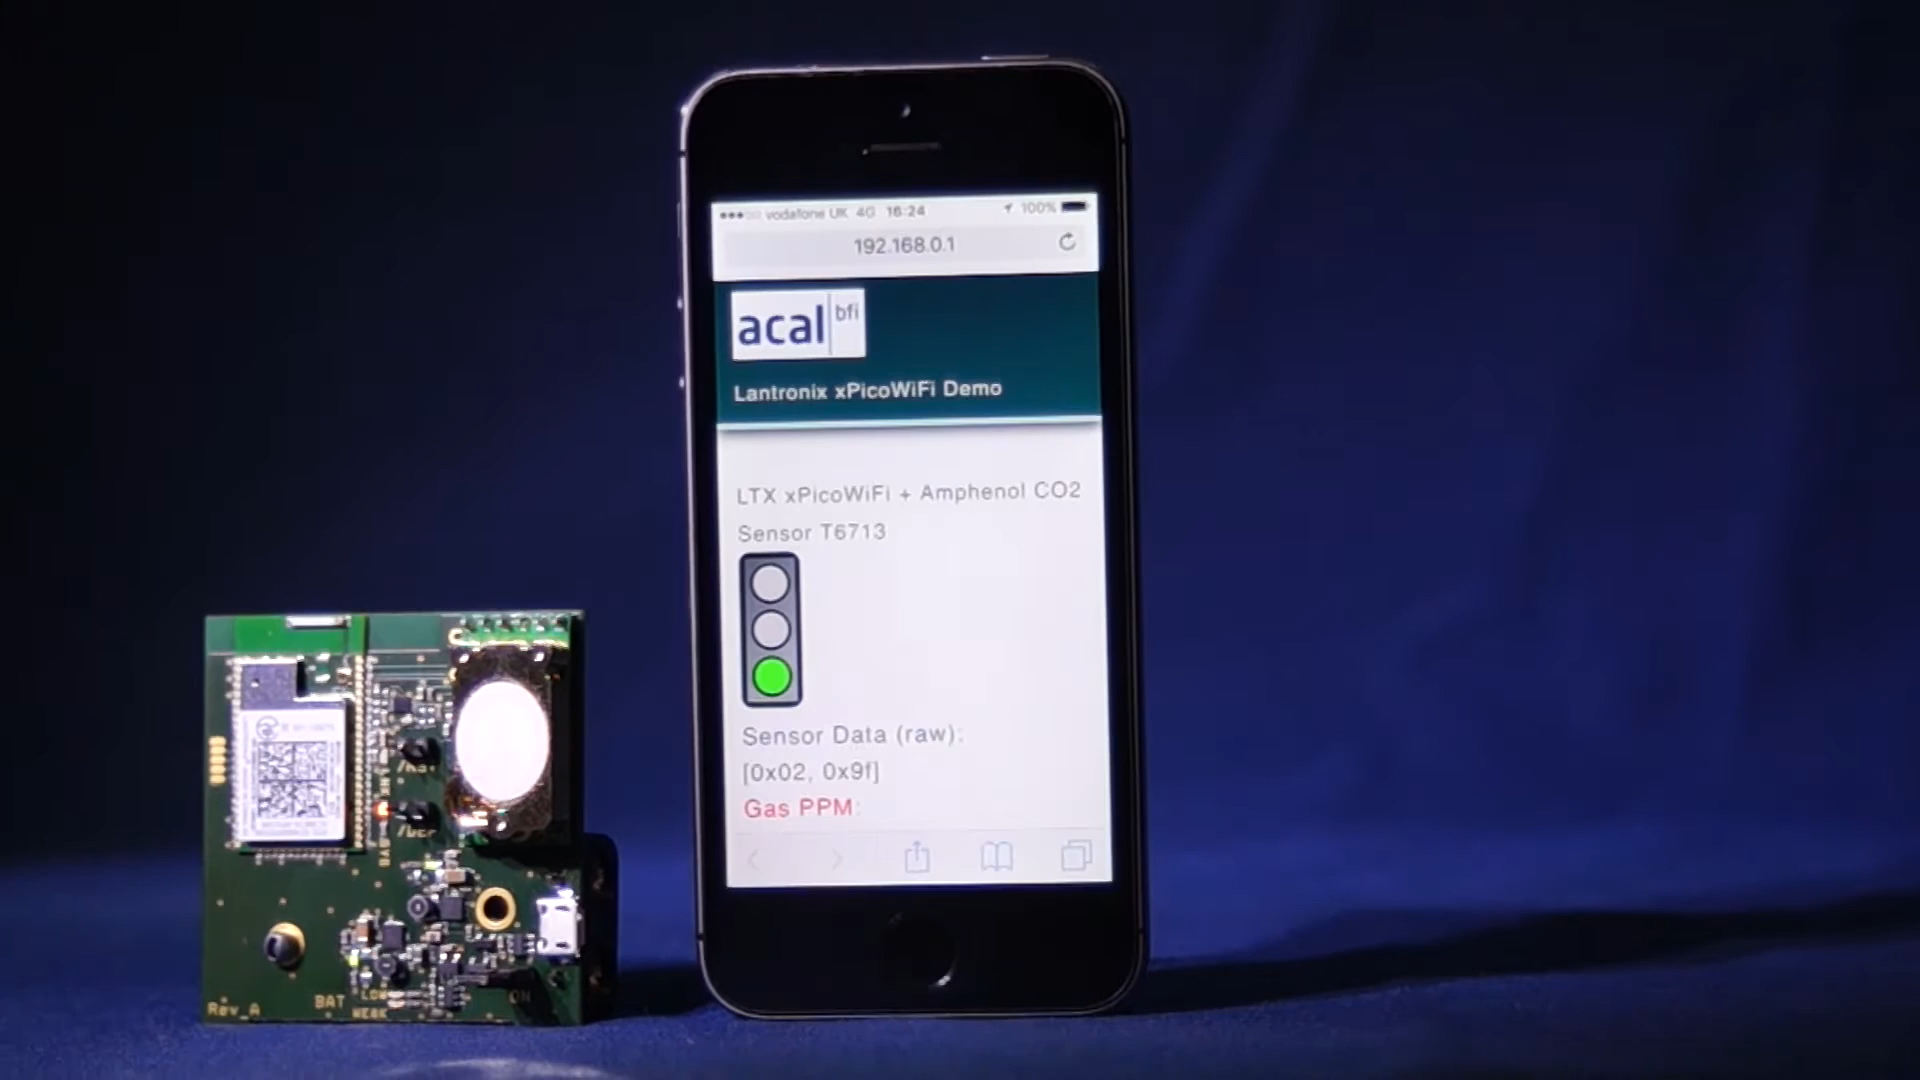 vodafone UK 4G 16:24 100%
192.168.0.1
acal bfi
Lantronix xPicoWiFi Demo
LTX xPicoWiFi + Amphenol CO2
Sensor T6713
Sensor Data (raw):
[0x02, 0x9f]
Gas PPM:
BAT
LOW
WEAK
ON
Rev_A